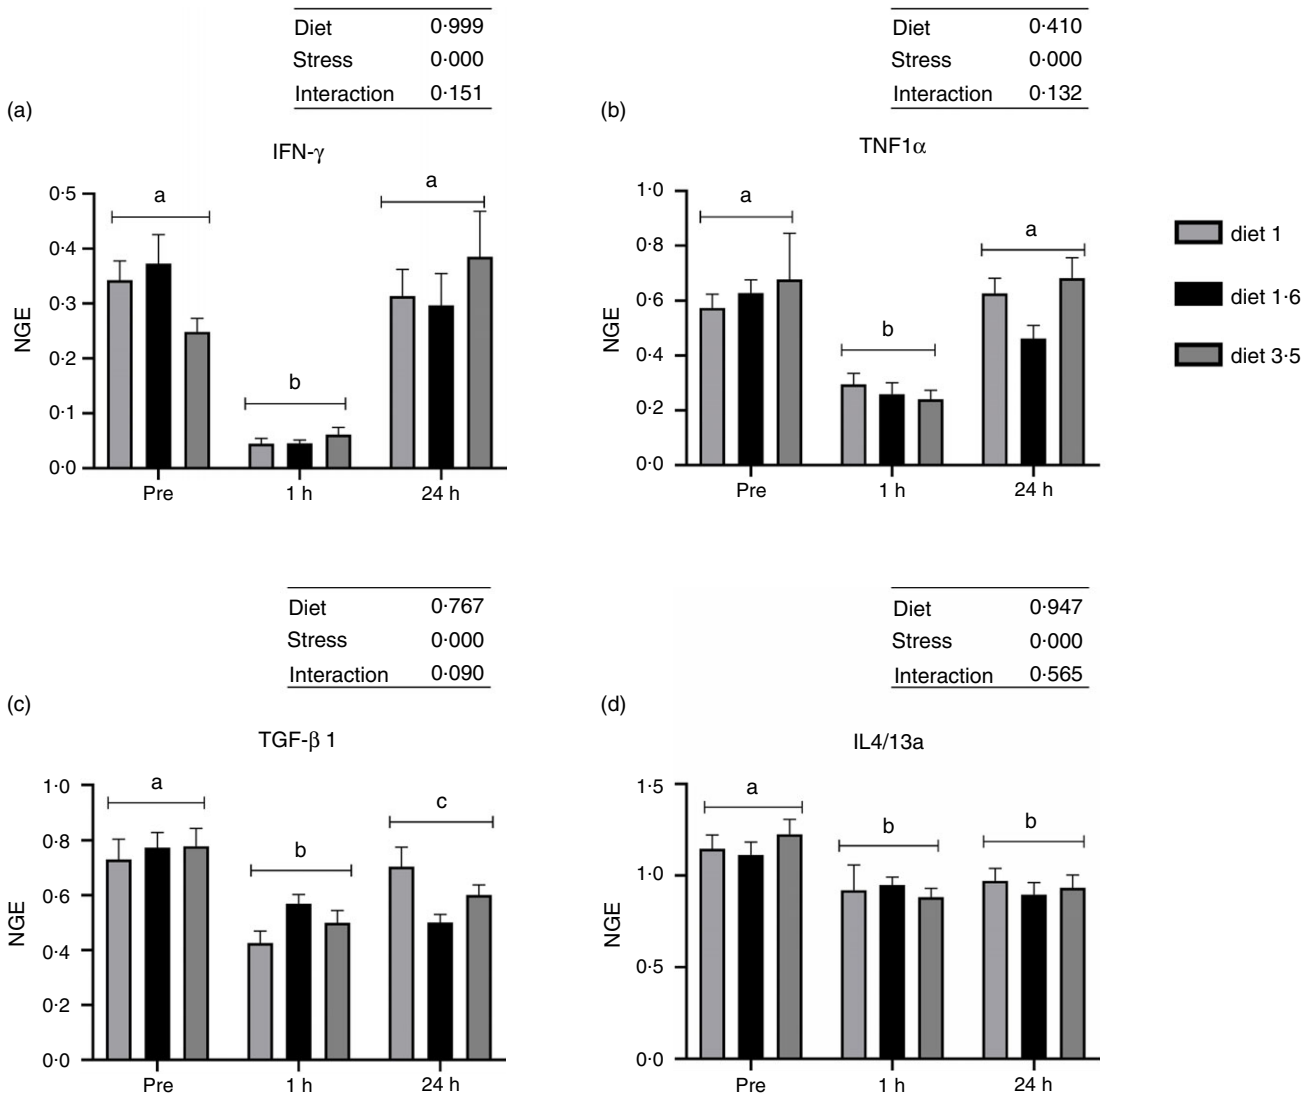 Diet 0·999
Stress 0·000
Interaction 0·151
(a)
IFN-γ
0·5
0·4
0·3
0·2
0·1
0·0
NGE
a
b
a
Pre 1 h 24 h
Diet 0·410
Stress 0·000
Interaction 0·132
(b)
TNF1α
1·0
0·8
0·6
0·4
0·2
0·0
NGE
a
b
a
Pre 1 h 24 h
diet 1
diet 1·6
diet 3·5
Diet 0·767
Stress 0·000
Interaction 0·090
(c)
TGF-β 1
1·0
0·8
0·6
0·4
0·2
0·0
NGE
a
b
c
Pre 1 h 24 h
Diet 0·947
Stress 0·000
Interaction 0·565
(d)
IL4/13a
1·5
1·0
0·5
0·0
NGE
a
b
b
Pre 1 h 24 h